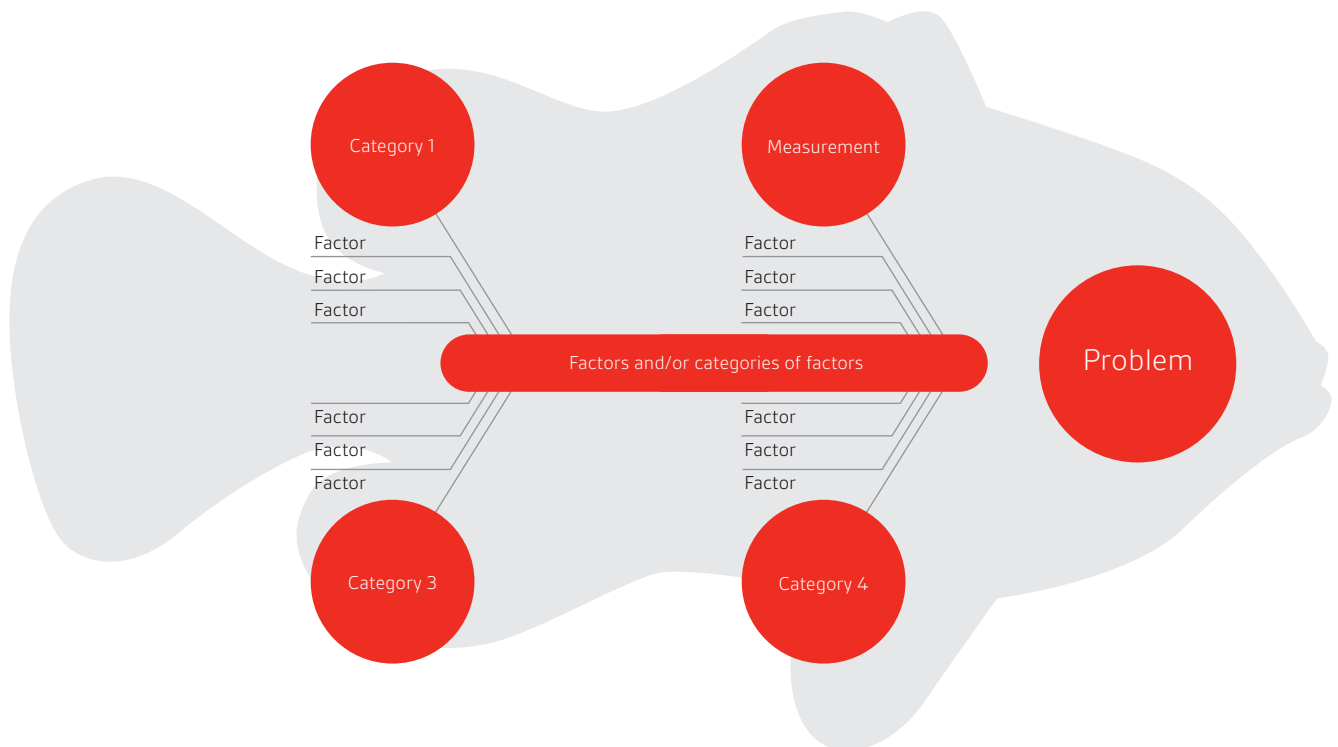 Category 1
Measurement
Factor
Factor
Factor
Factor
Factor
Factor
Factors and/or categories of factors
Problem
Factor
Factor
Factor
Factor
Factor
Factor
Category 3
Category 4